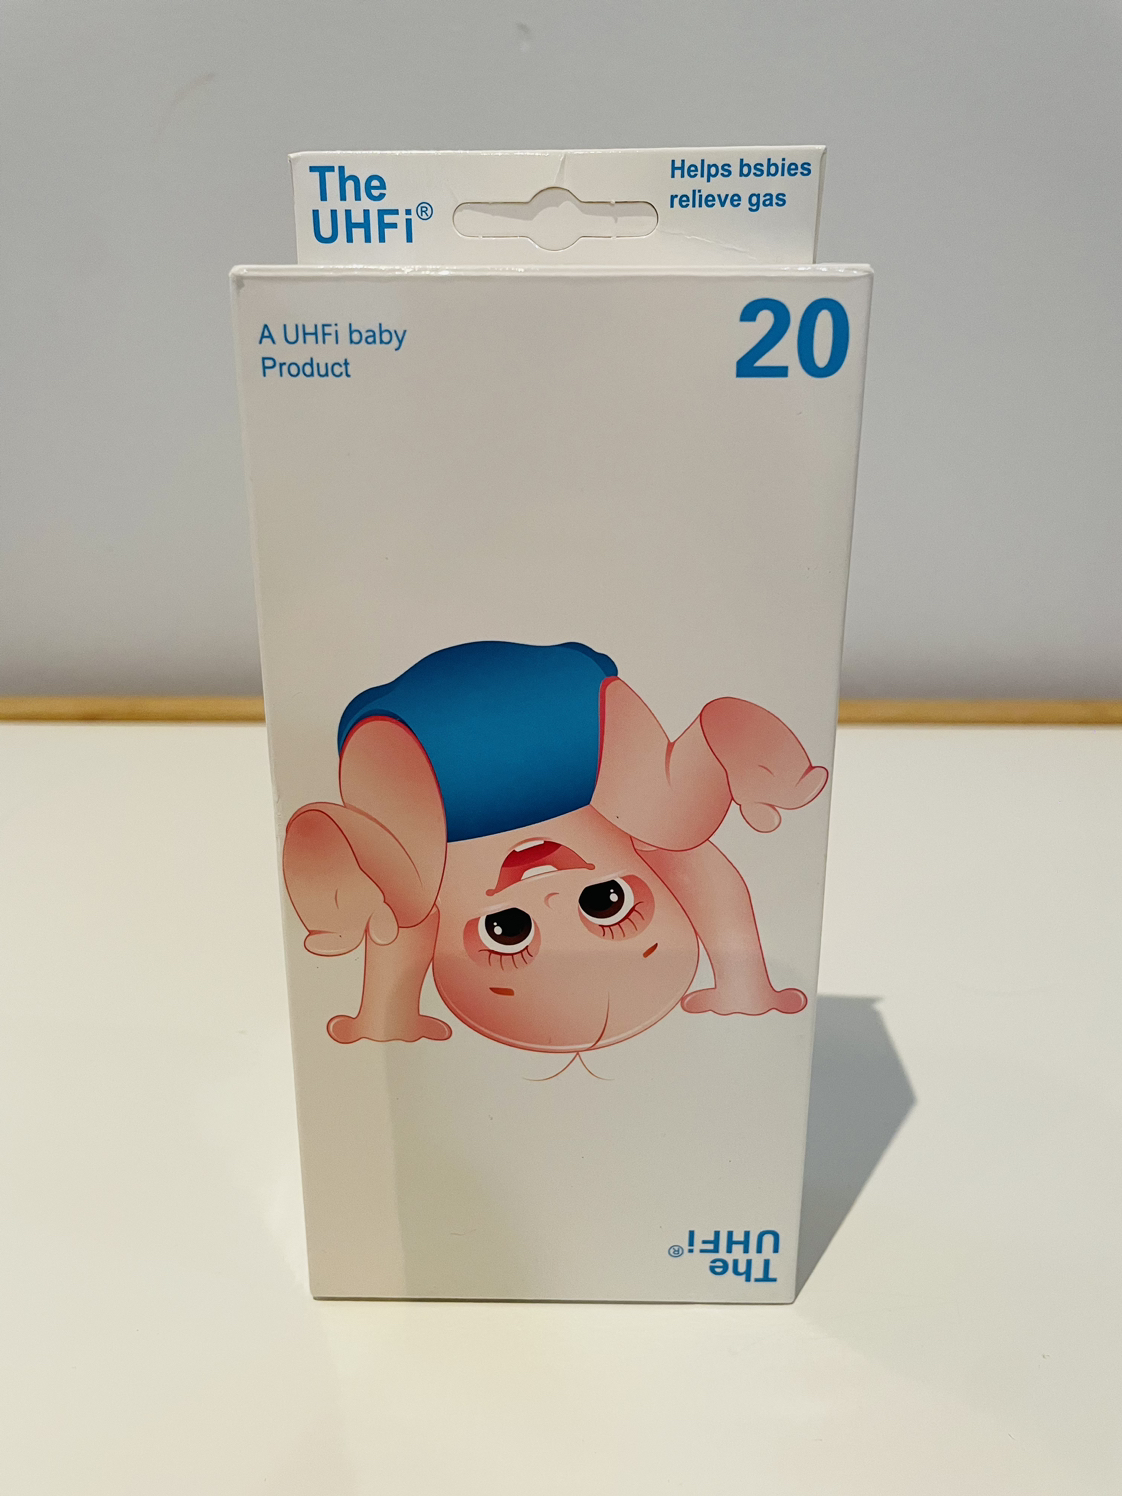 The
UHFi®
Helps bsbies
relieve gas
A UHFi baby
Product
20
The
UHFi®